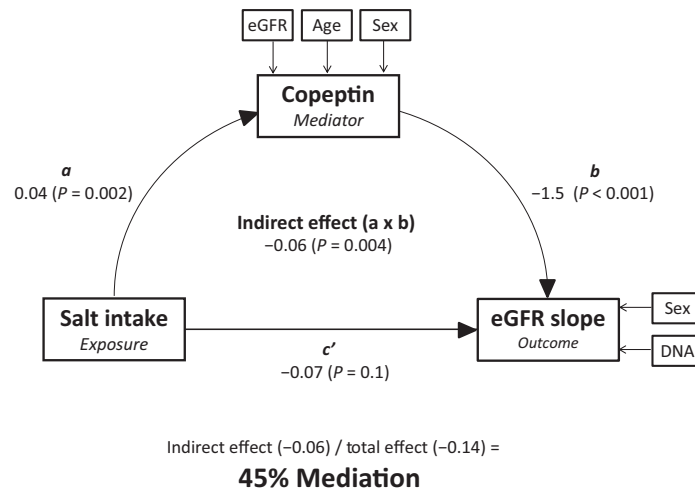 eGFR
Age
Sex
Copeptin
Mediator
a
0.04 (P = 0.002)
b
−1.5 (P < 0.001)
Indirect effect (a x b)
−0.06 (P = 0.004)
Salt intake
Exposure
eGFR slope
Outcome
Sex
DNA
c’
−0.07 (P = 0.1)
Indirect effect (−0.06) / total effect (−0.14) =
45% Mediation